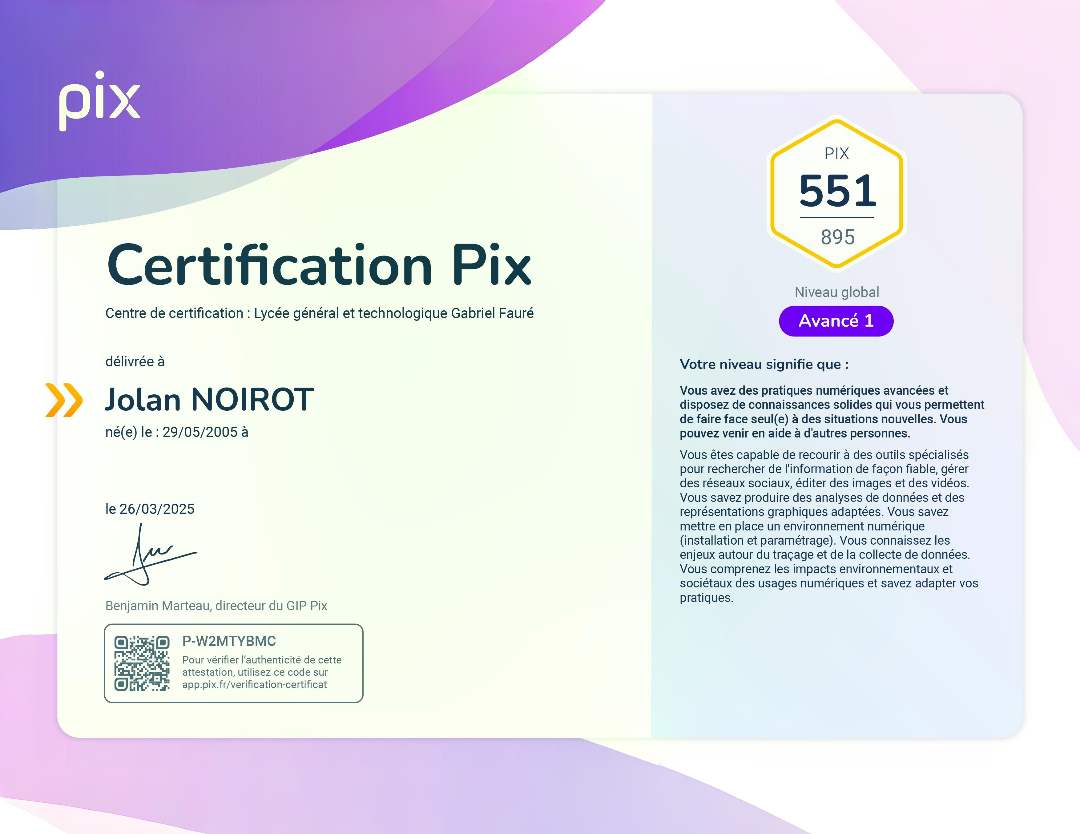 pix
Certification Pix
Centre de certification : Lycée général et technologique Gabriel Fauré
délivrée à
Jolan NOIROT
né(e) le : 29/05/2005 à
le 26/03/2025
Benjamin Marteau, directeur du GIP Pix
P-W2MTYBMC
Pour vérifier l'authenticité de cette
attestation, utilisez ce code sur
app.pix.fr/verification-certificat
PIX
551
895
Niveau global
Avancé 1
Votre niveau signifie que :
Vous avez des pratiques numériques avancées et
disposez de connaissances solides qui vous permettent
de faire face seul(e) à des situations nouvelles. Vous
pouvez venir en aide à d'autres personnes.
Vous êtes capable de recourir à des outils spécialisés
pour rechercher de l'information de façon fiable, gérer
des réseaux sociaux, éditer des images et des vidéos.
Vous savez produire des analyses de données et des
représentations graphiques adaptées. Vous savez
mettre en place un environnement numérique
(installation et paramétrage). Vous connaissez les
enjeux autour du traçage et de la collecte de données.
Vous comprenez les impacts environnementaux et
sociétaux des usages numériques et savez adapter vos
pratiques.